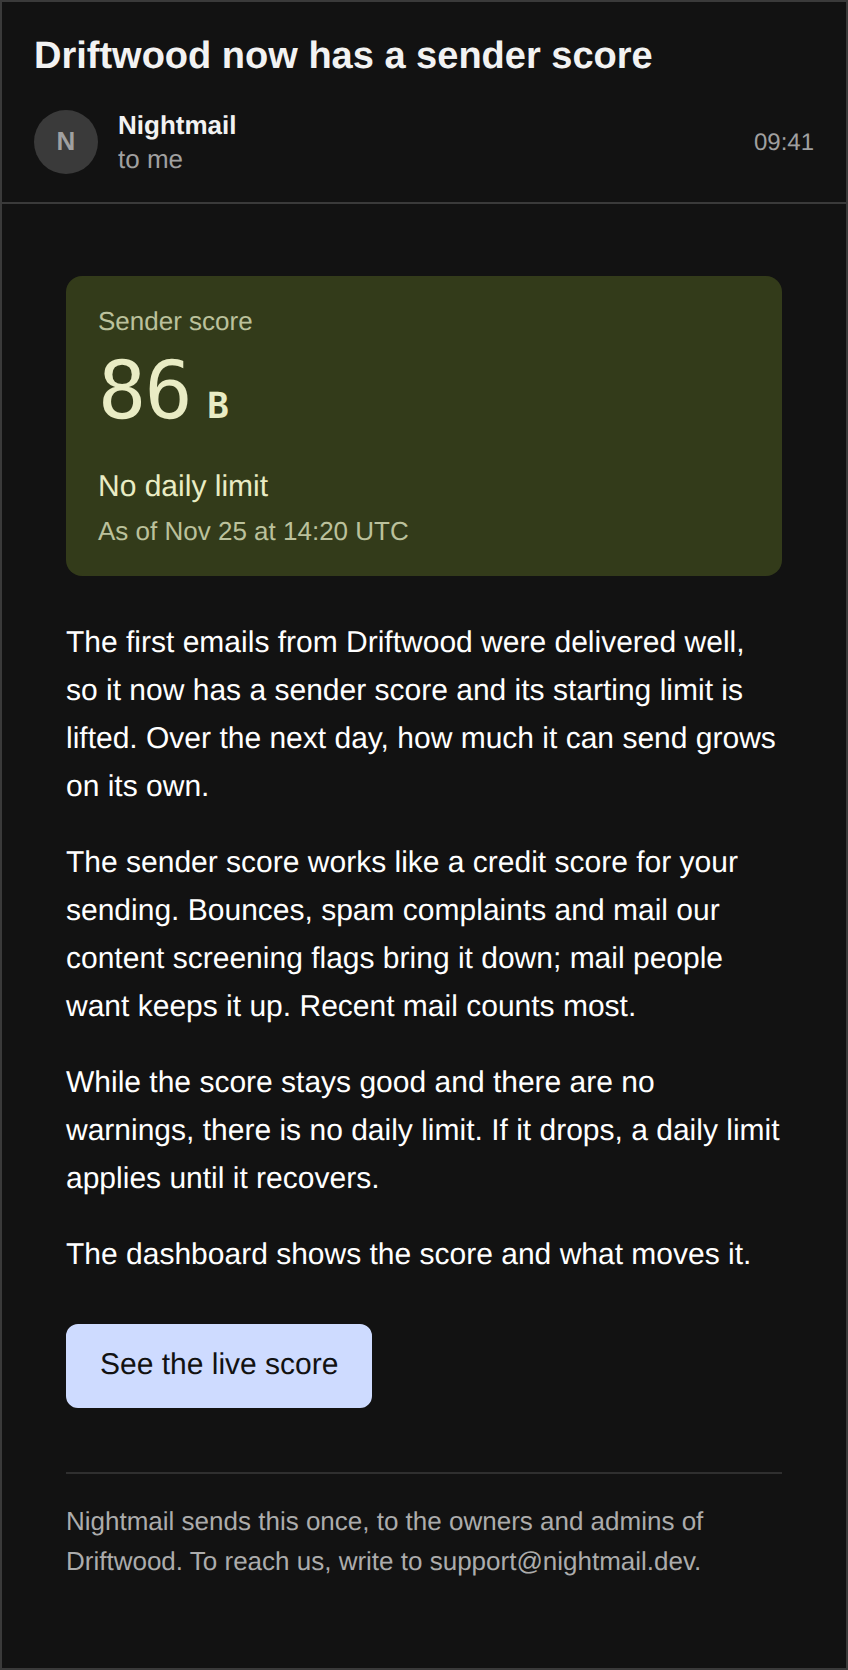 Driftwood now has a sender score
N
Nightmail
to me
09:41
Sender score
86 B
No daily limit
As of Nov 25 at 14:20 UTC
The first emails from Driftwood were delivered well,
so it now has a sender score and its starting limit is
lifted. Over the next day, how much it can send grows
on its own.
The sender score works like a credit score for your
sending. Bounces, spam complaints and mail our
content screening flags bring it down; mail people
want keeps it up. Recent mail counts most.
While the score stays good and there are no
warnings, there is no daily limit. If it drops, a daily limit
applies until it recovers.
The dashboard shows the score and what moves it.
See the live score
Nightmail sends this once, to the owners and admins of
Driftwood. To reach us, write to support@nightmail.dev.